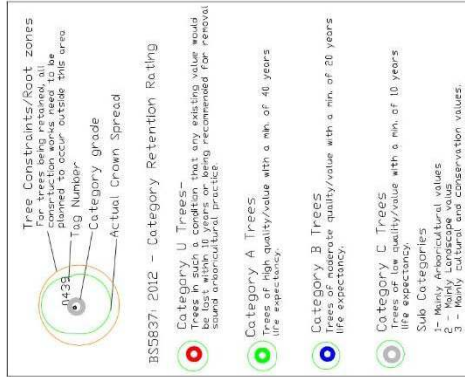 Tree Constraints/Root zones
For trees being retained, all
consrtuction works need to be
planned to occur outside this area
Tag Number
Category grade
Actual Crown Spread
BS5837: 2012 - Category Retention Rating
Category U Trees-
Trees in such a condition that any existing value would
be lost within 10 years or being recommended for removal
sound arboricultural practice.
Category A Trees
Trees of high quality/value with a min. of 40 years
life expectancy.
Category B Trees
Trees of moderate quality/value with a min. of 20 years
life expectancy.
Category C Trees
Trees of low quality/value with a min. of 10 years
life expectancy.
Sub Categories
1- Mainly Arboricultural values
2 - Mainly Landscape values
3 - Mainly cultural and conservation values.